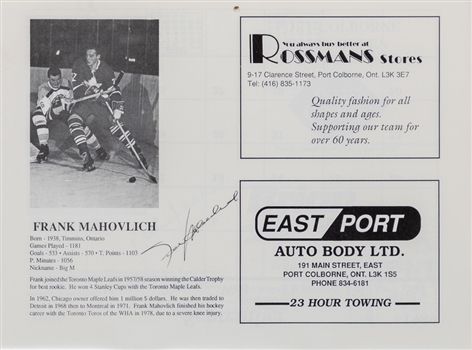 FRANK MAHOVLICH
Born - 1938, Timmins, Ontario
Games Played - 1181
Goals - 533 • Assists - 570 • T. Points - 1103
P. Minutes - 1056
Nickname - Big M
Frank joined the Toronto Maple Leafs in 1957/58 season winning the Calder Trophy
for best rookie. He won 4 Stanley Cups with the Toronto Maple Leafs.
In 1962, Chicago owner offered him 1 million $ dollars. He was then traded to
Detroit in 1968 then to Montreal in 1971. Frank Mahovlich finished his hockey
career with the Toronto Toros of the WHA in 1978, due to a severe knee injury.
You always buy better at
ROSSMANS Stores
9-17 Clarence Street, Port Colborne, Ont. L3K 3E7
Tel: (416) 835-1173
Quality fashion for all
shapes and ages.
Supporting our team for
over 60 years.
EAST PORT
AUTO BODY LTD.
191 MAIN STREET, EAST
PORT COLBORNE, ONT. L3K 1S5
PHONE 834-6181
23 HOUR TOWING